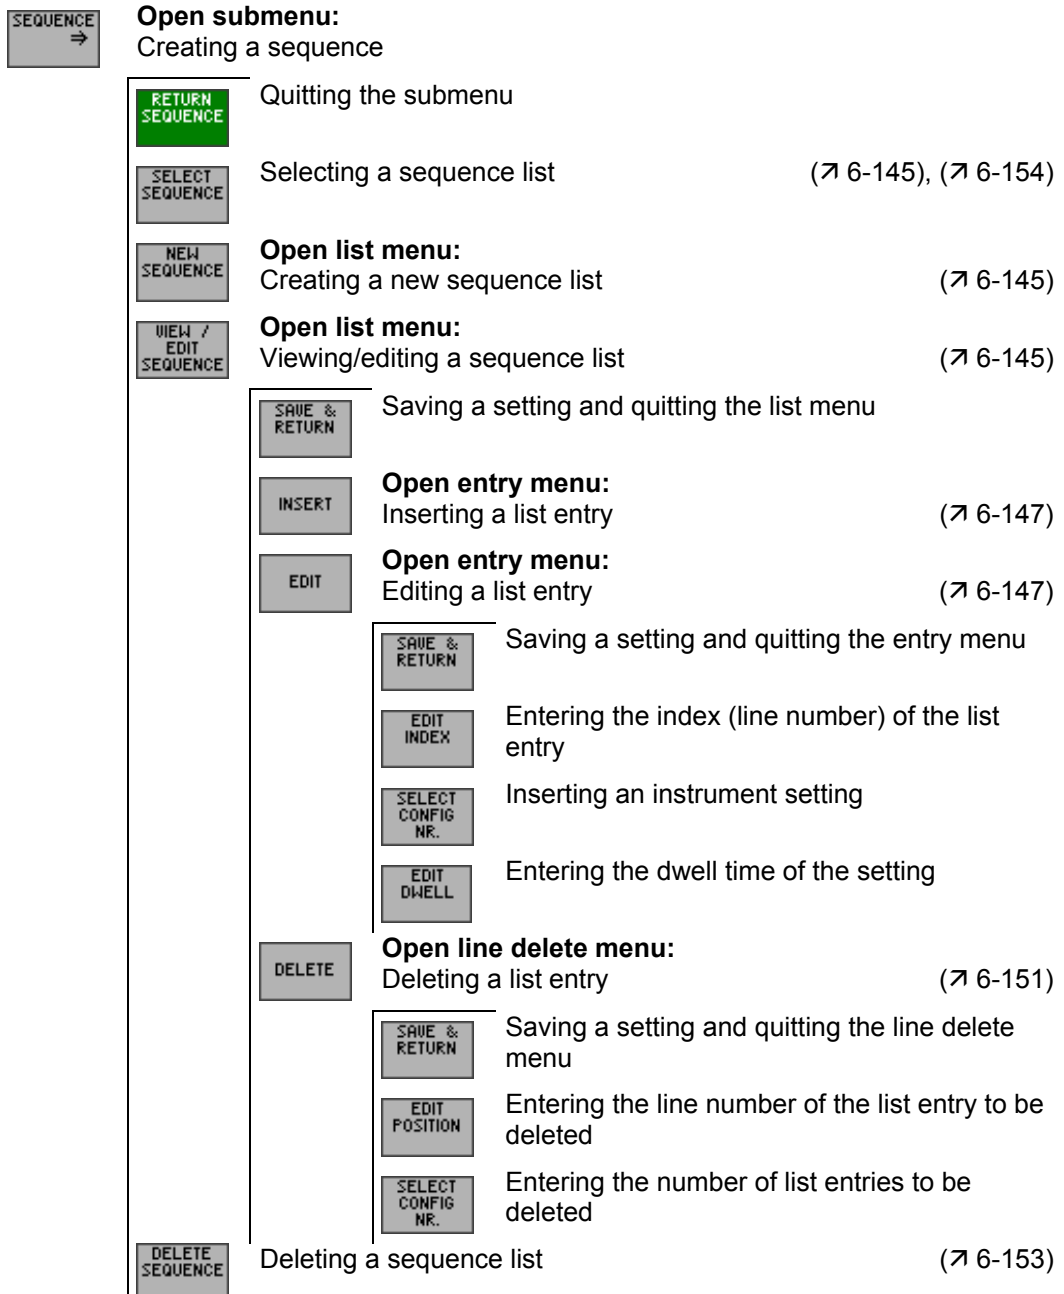 SEQUENCE ⇒
Open submenu:
Creating a sequence
RETURN
SEQUENCE
Quitting the submenu
SELECT
SEQUENCE
Selecting a sequence list (↗ 6-145), (↗ 6-154)
NEW
SEQUENCE
Open list menu:
Creating a new sequence list (↗ 6-145)
VIEW /
EDIT
SEQUENCE
Open list menu:
Viewing/editing a sequence list (↗ 6-145)
SAVE &
RETURN
Saving a setting and quitting the list menu
INSERT
Open entry menu:
Inserting a list entry (↗ 6-147)
EDIT
Open entry menu:
Editing a list entry (↗ 6-147)
SAVE &
RETURN
Saving a setting and quitting the entry menu
EDIT
INDEX
Entering the index (line number) of the list
entry
SELECT
CONFIG
NR.
Inserting an instrument setting
EDIT
DWELL
Entering the dwell time of the setting
DELETE
Open line delete menu:
Deleting a list entry (↗ 6-151)
SAVE &
RETURN
Saving a setting and quitting the line delete
menu
EDIT
POSITION
Entering the line number of the list entry to be
deleted
SELECT
CONFIG
NR.
Entering the number of list entries to be
deleted
DELETE
SEQUENCE
Deleting a sequence list (↗ 6-153)